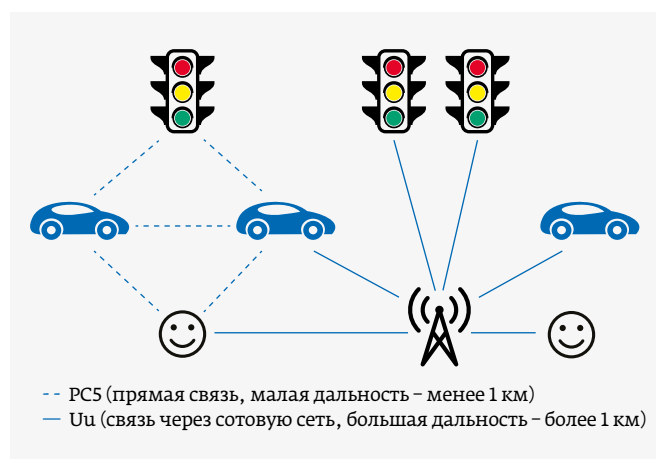 -- PC5 (прямая связь, малая дальность – менее 1 км)
— Uu (связь через сотовую сеть, большая дальность – более 1 км)